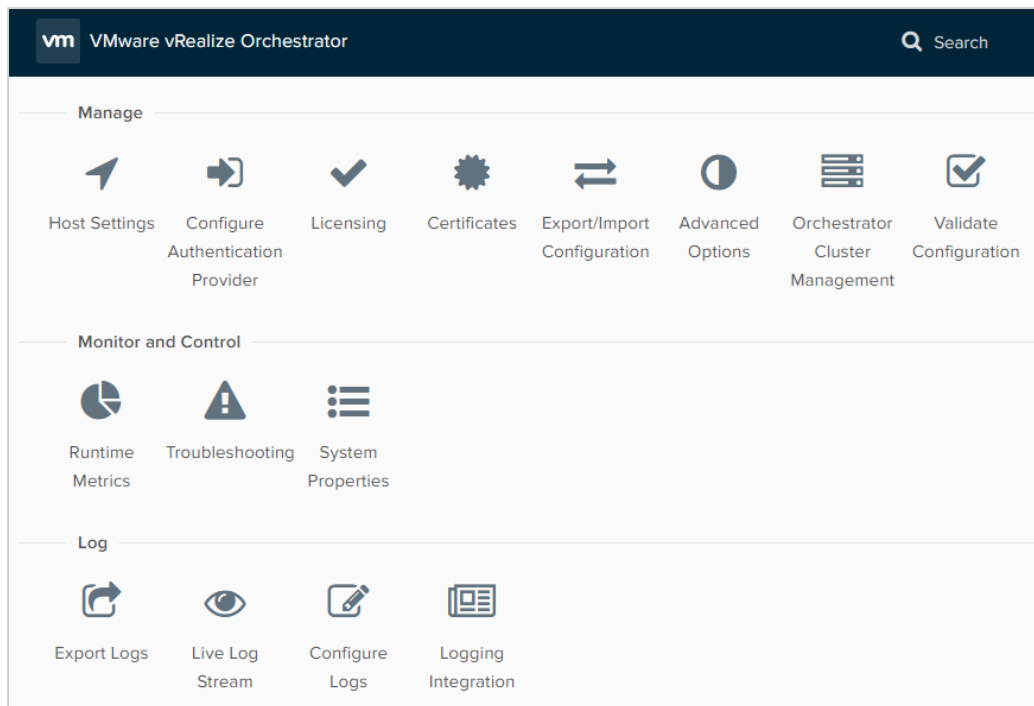 vm VMware vRealize Orchestrator Search
Manage
Host Settings Configure Licensing Certificates Export/Import Advanced Orchestrator Validate
Authentication Configuration Options Cluster Configuration
Provider Management
Monitor and Control
Runtime Troubleshooting System
Metrics Properties
Log
Export Logs Live Log Configure Logging
Stream Logs Integration